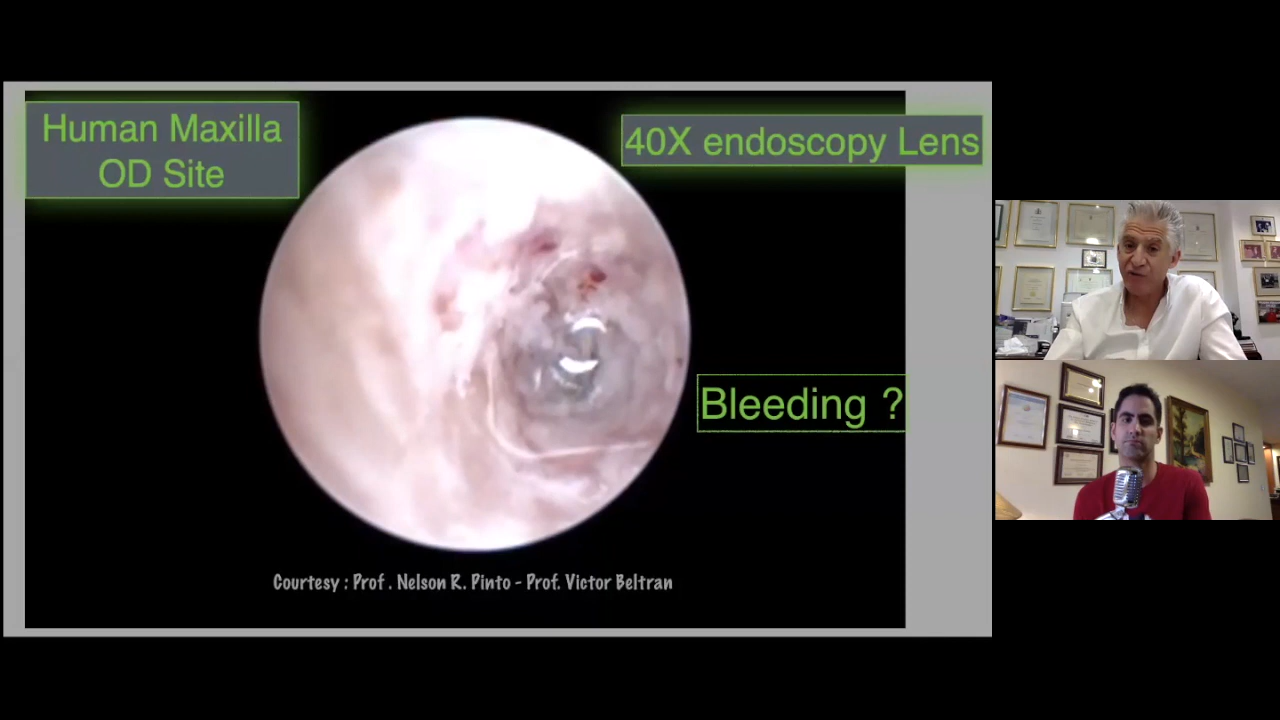 Human Maxilla
OD Site
40X endoscopy Lens
Bleeding ?
Courtesy : Prof . Nelson R. Pinto - Prof. Victor Beltran